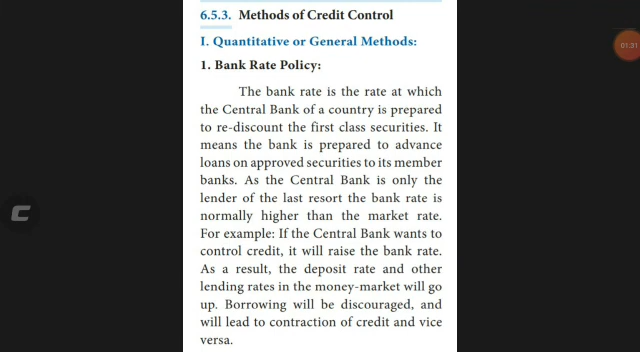 6.5.3. Methods of Credit Control
I. Quantitative or General Methods:
1. Bank Rate Policy:
The bank rate is the rate at which
the Central Bank of a country is prepared
to re-discount the first class securities. It
means the bank is prepared to advance
loans on approved securities to its member
banks. As the Central Bank is only the
lender of the last resort the bank rate is
normally higher than the market rate.
For example: If the Central Bank wants to
control credit, it will raise the bank rate.
As a result, the deposit rate and other
lending rates in the money-market will go
up. Borrowing will be discouraged, and
will lead to contraction of credit and vice
versa.
01:31